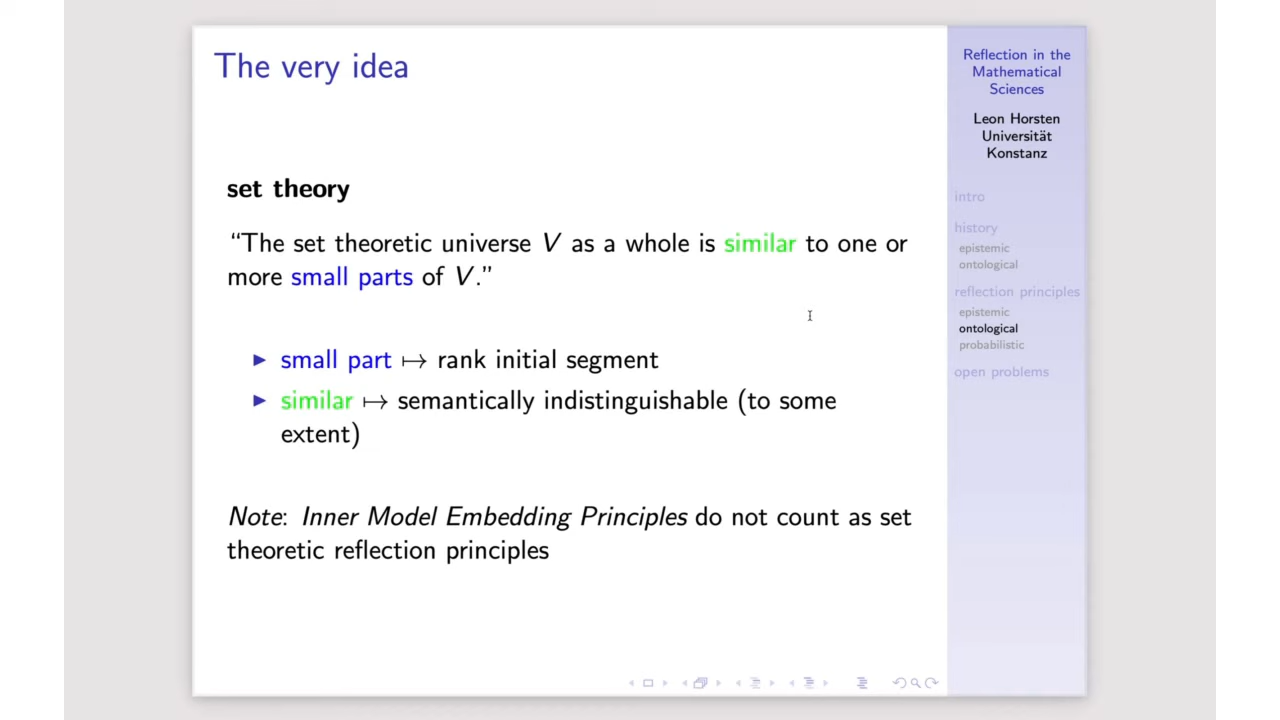 The very idea
set theory
“The set theoretic universe V as a whole is similar to one or
more small parts of V.”
▶ small part ↦ rank initial segment
▶ similar ↦ semantically indistinguishable (to some
extent)
Note: Inner Model Embedding Principles do not count as set
theoretic reflection principles
Reflection in the
Mathematical
Sciences
Leon Horsten
Universität
Konstanz
intro
history
epistemic
ontological
reflection principles
epistemic
ontological
probabilistic
open problems